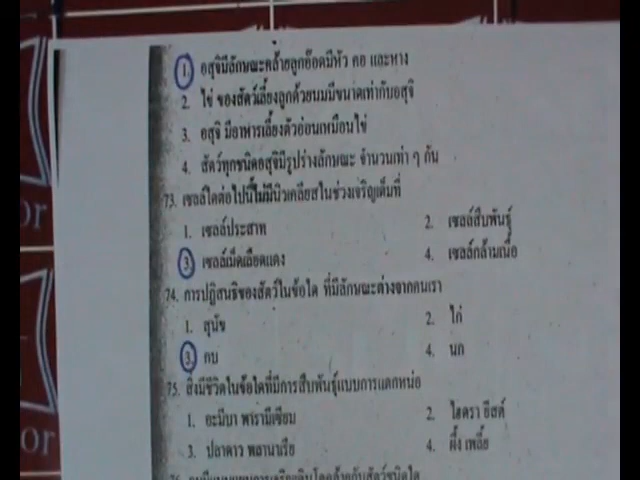 1. อสุจิมีลักษณะคล้ายลูกอ๊อดมีหัว คอ และหาง
2. ไข่ ของสัตว์เลี้ยงลูกด้วยนมมีขนาดเท่ากับอสุจิ
3. อสุจิ มีอาหารเลี้ยงตัวอ่อนเหมือนไข่
4. สัตว์ทุกชนิดอสุจิมีรูปร่างลักษณะ จำนวนเท่า ๆ กัน
73. เซลล์ใดต่อไปนี้ไม่มีนิวเคลียสในช่วงเจริญเต็มที่
1. เซลล์ประสาท 2. เซลล์สืบพันธุ์
3. เซลล์เม็ดเลือดแดง 4. เซลล์กล้ามเนื้อ
74. การปฏิสนธิของสัตว์ในข้อใด ที่มีลักษณะต่างจากคนเรา
1. สุนัข 2. ไก่
3. กบ 4. นก
75. สิ่งมีชีวิตในข้อใดที่มีการสืบพันธุ์แบบการแตกหน่อ
1. อะมีบา พารามีเซียม 2. ไฮดรา ยีสต์
3. ปลาดาว พลานาเรีย 4. ผึ้ง เพลี้ย
or
or